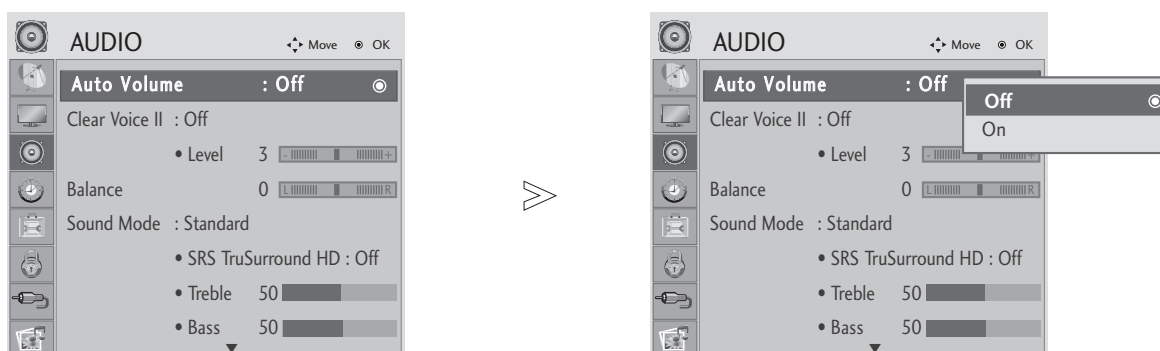 AUDIO Move OK
Auto Volume : Off
Clear Voice II : Off
• Level 3 - +
Balance 0 L R
Sound Mode : Standard
• SRS TruSurround HD : Off
• Treble 50
• Bass 50
AUDIO Move OK
Auto Volume : Off
Off
On
Clear Voice II : Off
• Level 3 - +
Balance 0 L R
Sound Mode : Standard
• SRS TruSurround HD : Off
• Treble 50
• Bass 50